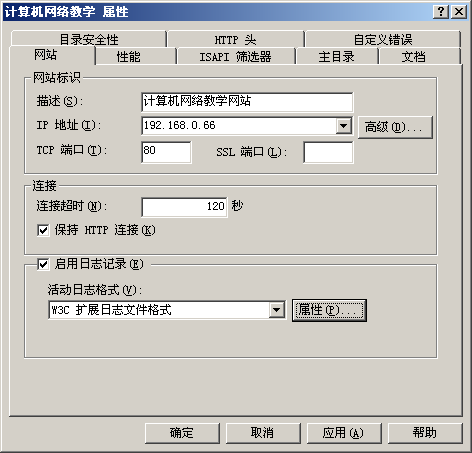 计算机网络教学 属性
目录安全性 HTTP 头 自定义错误
网站 性能 ISAPI 筛选器 主目录 文档
网站标识
描述(S): 计算机网络教学网站
IP 地址(I): 192.168.0.66 高级(D)...
TCP 端口(T): 80 SSL 端口(L):
连接
连接超时(N): 120 秒
保持 HTTP 连接(K)
启用日志记录(E)
活动日志格式(V):
W3C 扩展日志文件格式 属性(P)...
确定 取消 应用(A) 帮助